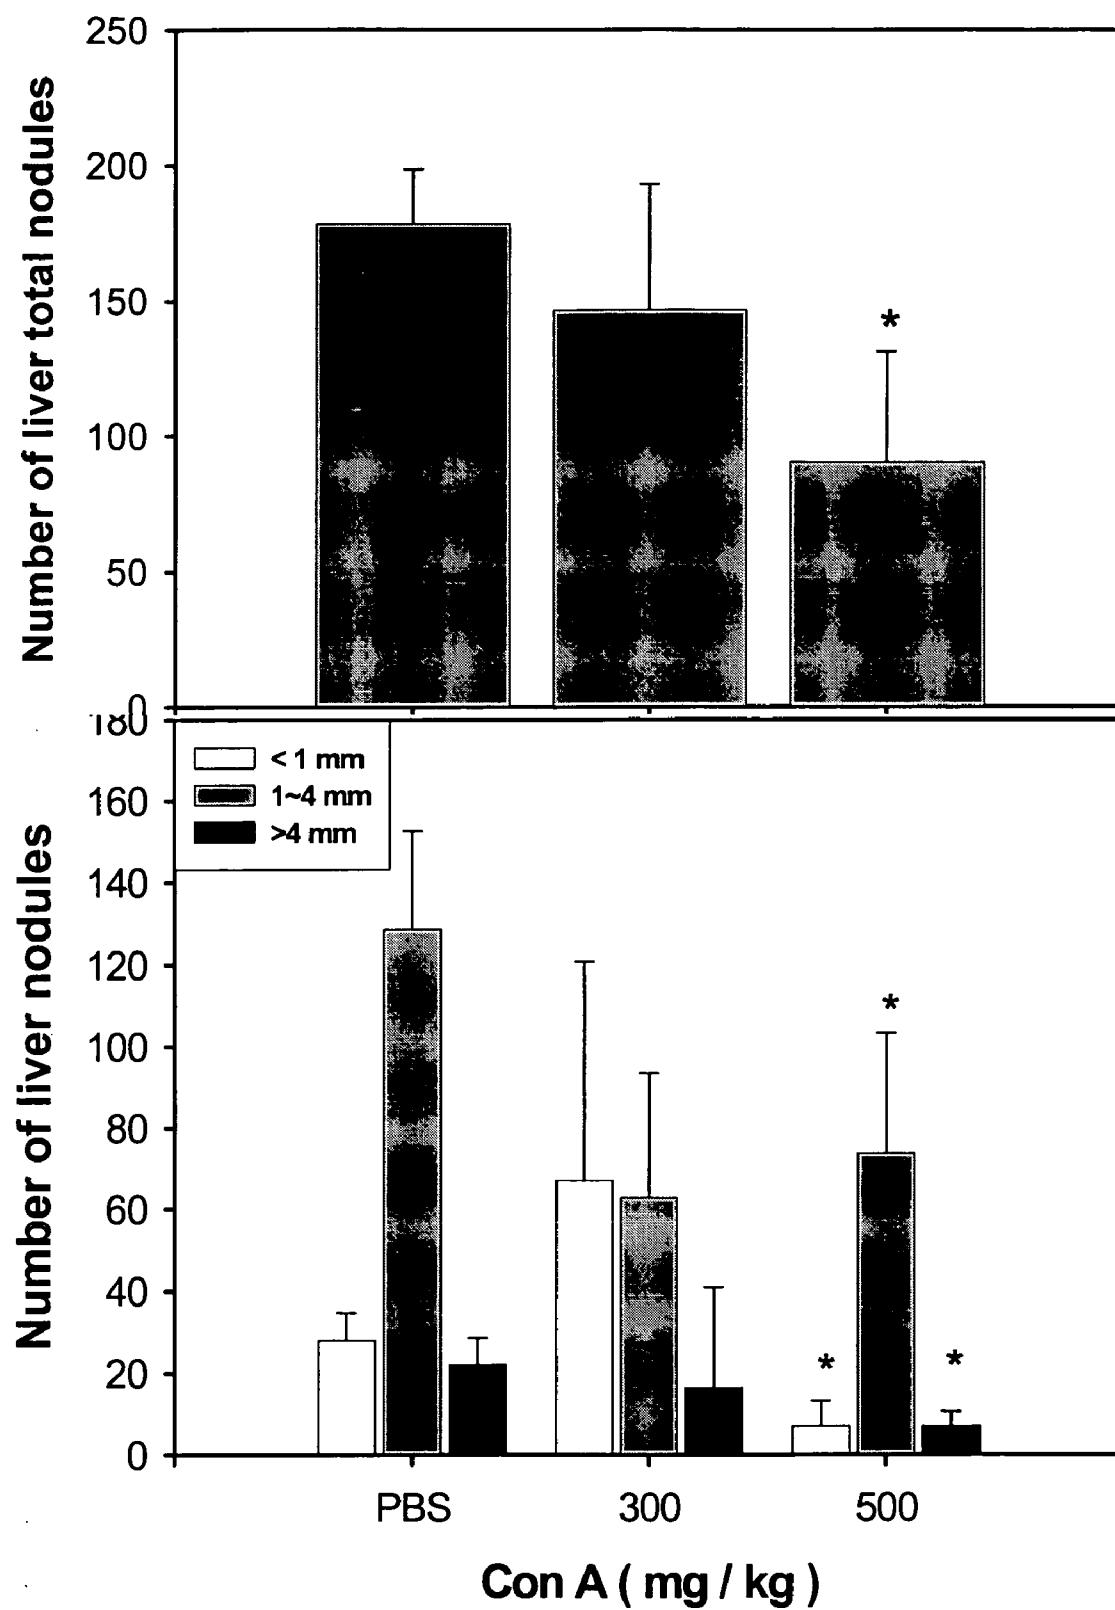 Number of liver total nodules
250
200
150
100
50
0
*
Number of liver nodules
180
160
140
120
100
80
60
40
20
0
< 1 mm
1~4 mm
>4 mm
*
*
*
PBS 300 500
Con A ( mg / kg )